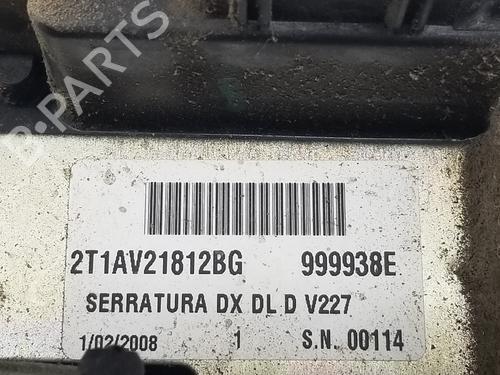 B-PARTS
2T1AV21812BG 999938E
SERRATURA DX DL D V227
1/02/2008 1 S.N. 00114